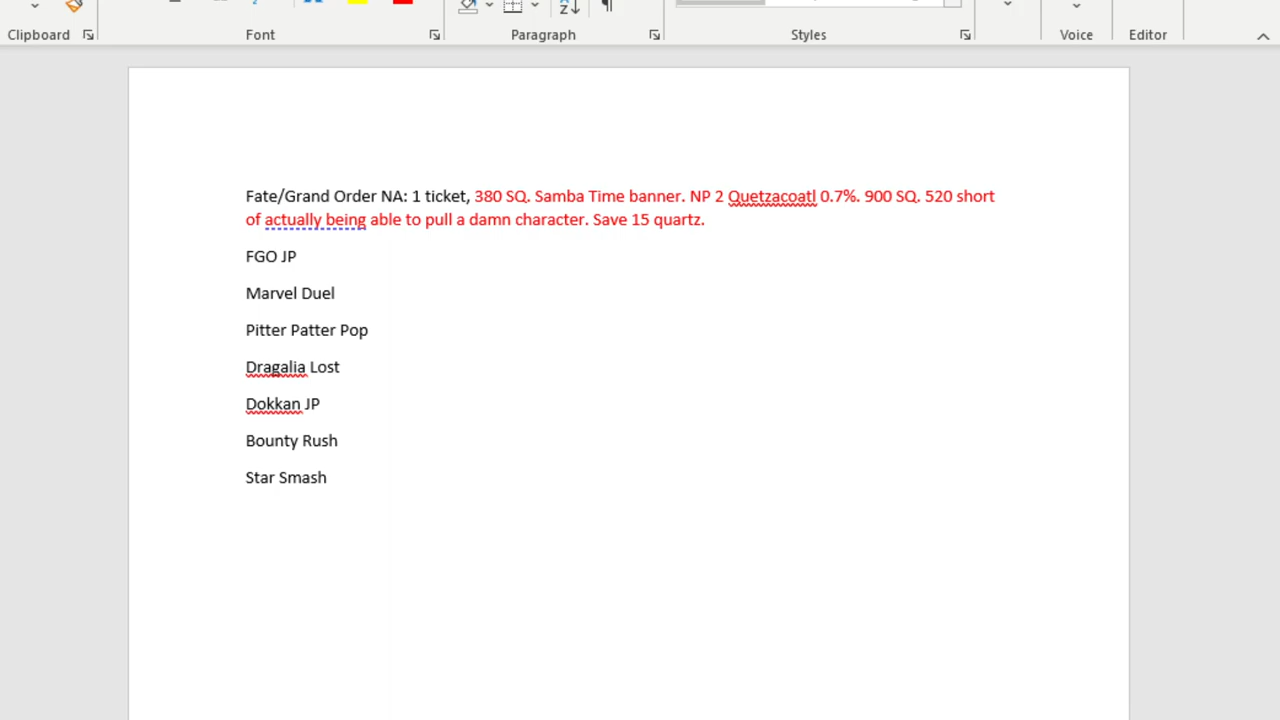 Clipboard
Font
Paragraph
Styles
Voice
Editor
Fate/Grand Order NA: 1 ticket, 380 SQ. Samba Time banner. NP 2 Quetzacoatl 0.7%. 900 SQ. 520 short
of actually being able to pull a damn character. Save 15 quartz.
FGO JP
Marvel Duel
Pitter Patter Pop
Dragalia Lost
Dokkan JP
Bounty Rush
Star Smash